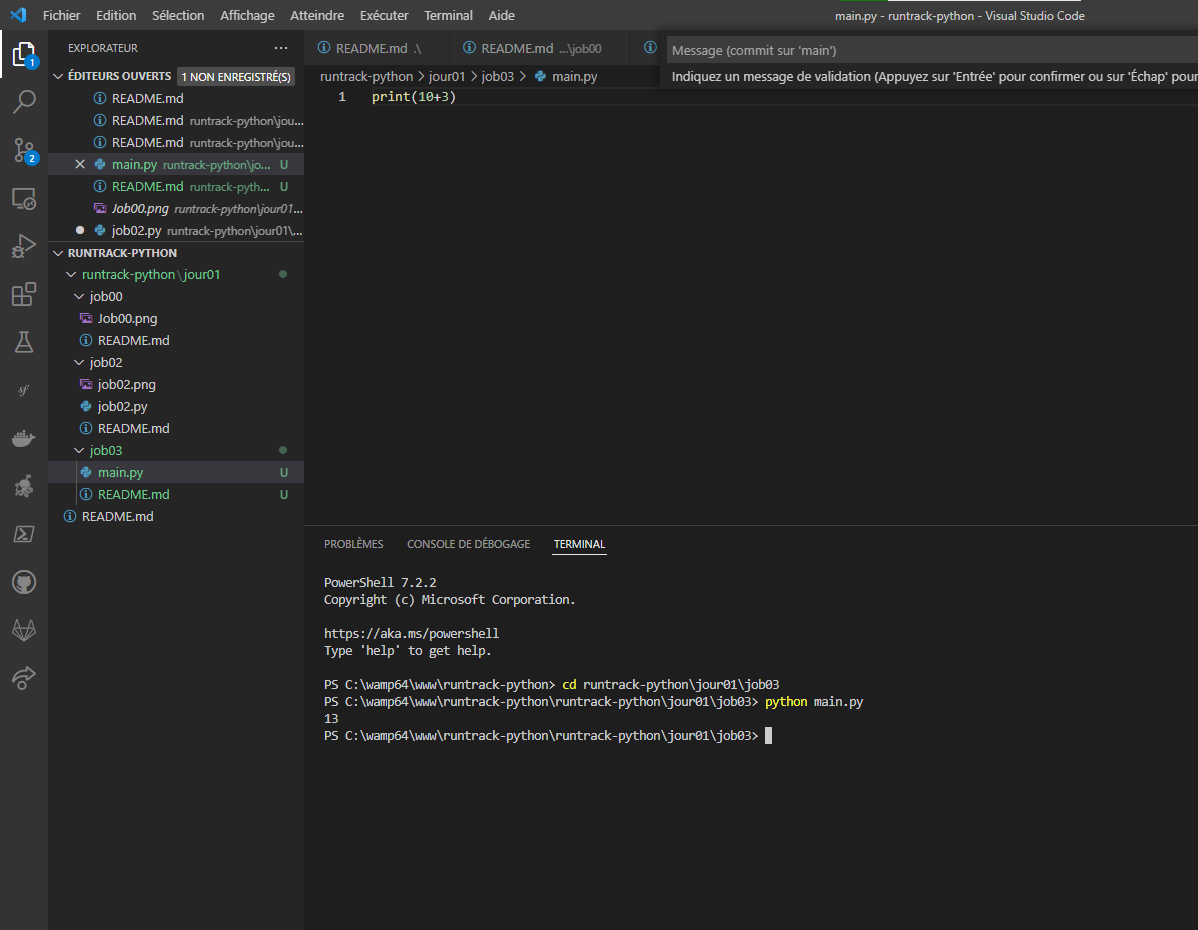 Fichier Edition Sélection Affichage Atteindre Exécuter Terminal Aide main.py - runtrack-python - Visual Studio Code
EXPLORATEUR ...
README.md .\ README.md ...\job00
Message (commit sur 'main')
Indiquez un message de validation (Appuyez sur 'Entrée' pour confirmer ou sur 'Échap' pour
1
2
ÉDITEURS OUVERTS 1 NON ENREGISTRÉ(S)
README.md
README.md runtrack-python\jou...
README.md runtrack-python\jou...
main.py runtrack-python\jo... U
README.md runtrack-pyth... U
Job00.png runtrack-python\jour01...
job02.py runtrack-python\jour01\...
RUNTRACK-PYTHON
runtrack-python\jour01
job00
Job00.png
README.md
job02
job02.png
job02.py
README.md
job03
main.py U
README.md U
README.md
runtrack-python > jour01 > job03 > main.py
1 print(10+3)
PROBLÈMES CONSOLE DE DÉBOGAGE TERMINAL
PowerShell 7.2.2
Copyright (c) Microsoft Corporation.
https://aka.ms/powershell
Type 'help' to get help.
PS C:\wamp64\www\runtrack-python> cd runtrack-python\jour01\job03
PS C:\wamp64\www\runtrack-python\runtrack-python\jour01\job03> python main.py
13
PS C:\wamp64\www\runtrack-python\runtrack-python\jour01\job03>